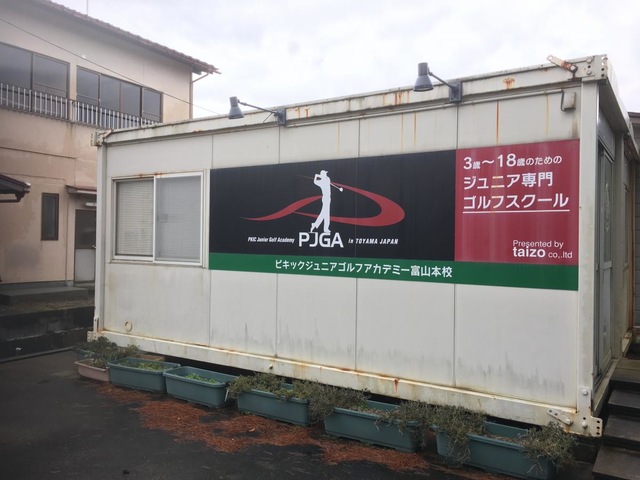 3歳〜18歳のための
ジュニア専門
ゴルフスクール
PKIC Junior Golf Academy PJGA in TOYAMA JAPAN
Presented by
taizo co.,ltd
ピキックジュニアゴルフアカデミー富山本校